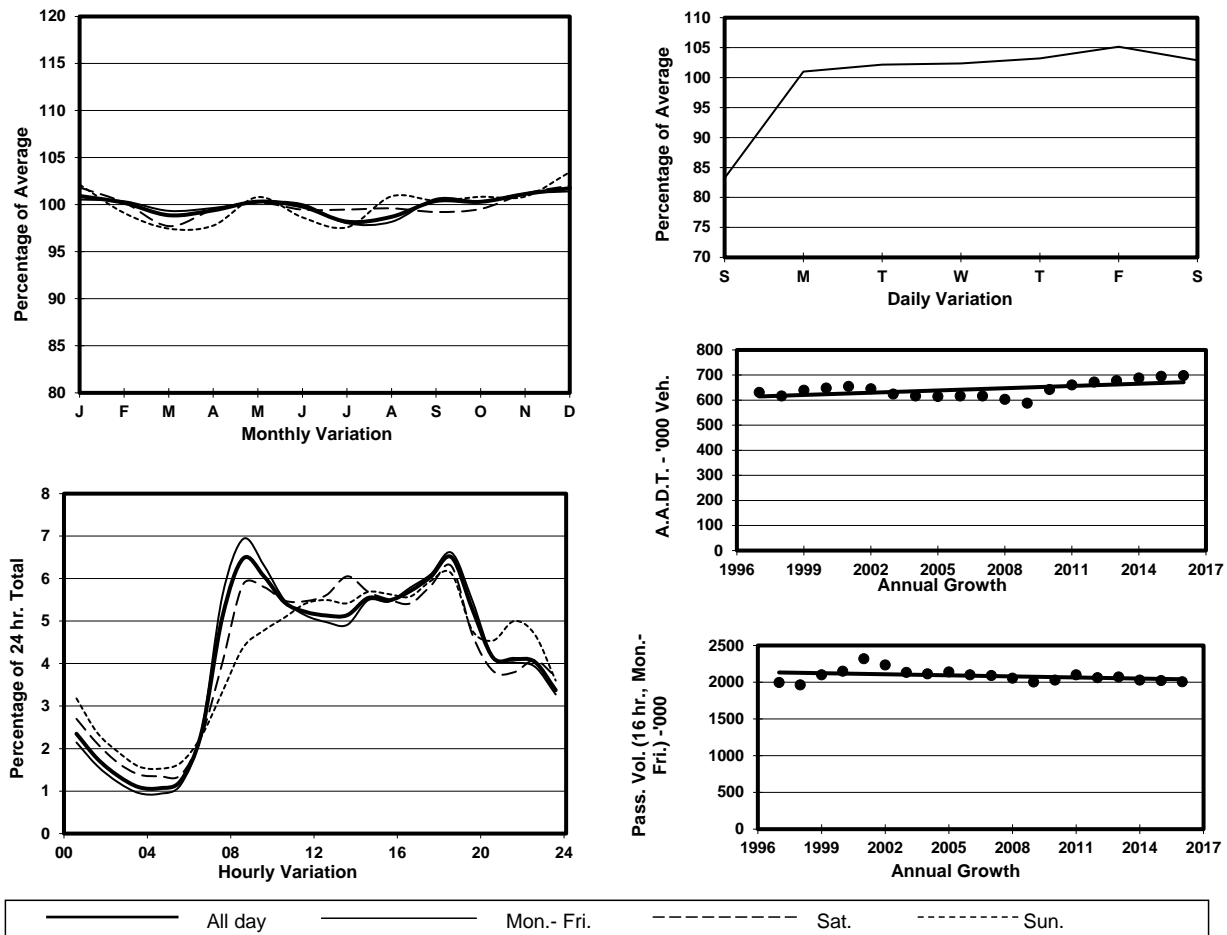 120
115
110
105
100
95
90
85
80
Percentage of Average
J F M A M J J A S O N D
Monthly Variation
110
105
100
95
90
85
80
75
70
Percentage of Average
S M T W T F S
Daily Variation
800
700
600
500
400
300
200
100
0
A.A.D.T. - '000 Veh.
1996 1999 2002 2005 2008 2011 2014 2017
Annual Growth
8
7
6
5
4
3
2
1
0
Percentage of 24 hr. Total
00 04 08 12 16 20 24
Hourly Variation
2500
2000
1500
1000
500
0
Pass. Vol. (16 hr., Mon.-
Fri.) -'000
1996 1999 2002 2005 2008 2011 2014 2017
Annual Growth
All day Mon.- Fri. Sat. Sun.